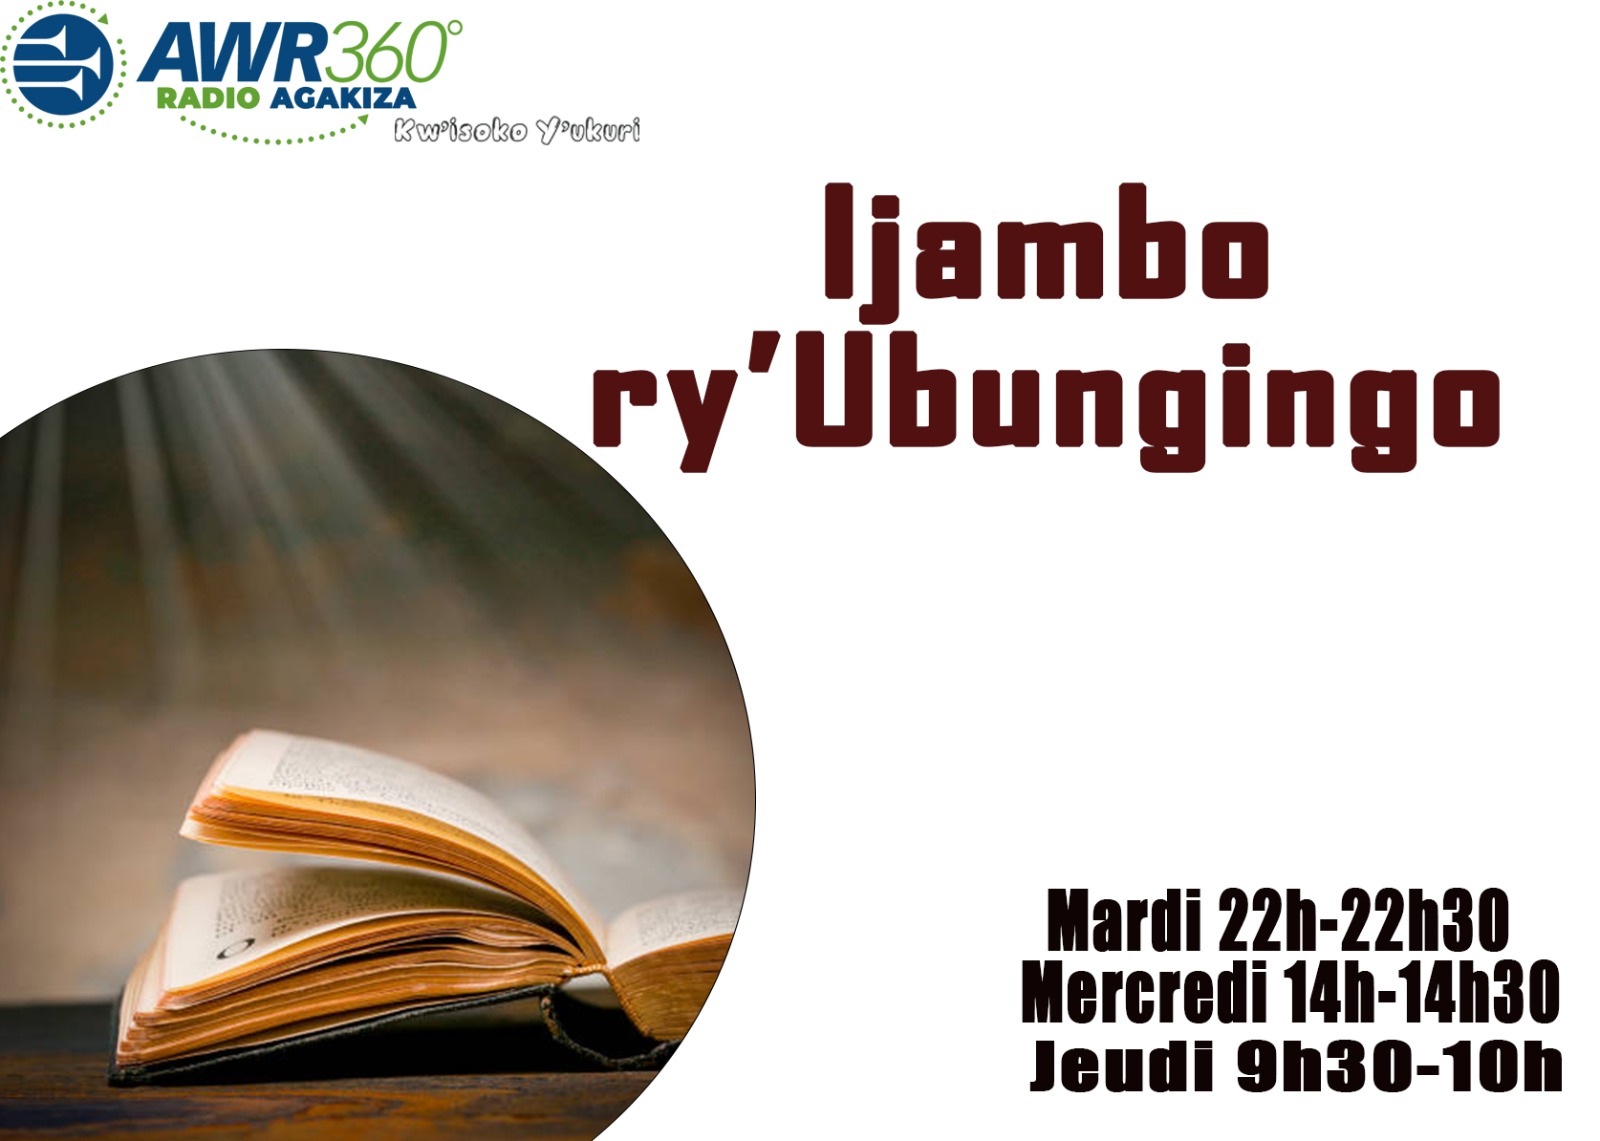 AWR360°
RADIO AGAKIZA
Kw'isoko Y'ukuri
Ijambo
ry'Ubungingo
Mardi 22h-22h30
Mercredi 14h-14h30
Jeudi 9h30-10h